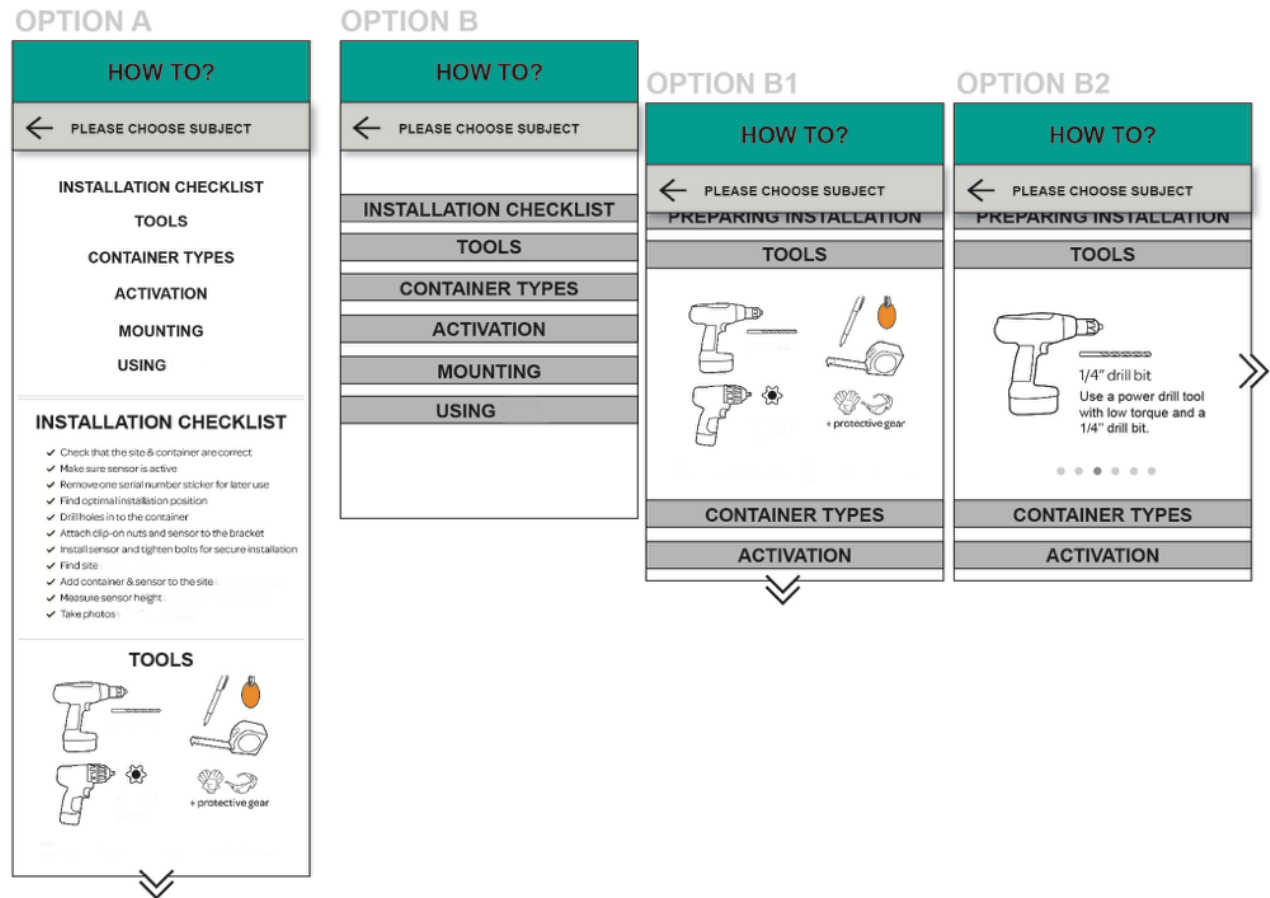 OPTION A
HOW TO?
PLEASE CHOOSE SUBJECT
INSTALLATION CHECKLIST
TOOLS
CONTAINER TYPES
ACTIVATION
MOUNTING
USING
INSTALLATION CHECKLIST
Check that the site & container are correct
Make sure sensor is active
Remove one serial number sticker for later use
Find optimal installation position
Drill holes in to the container
Attach clip-on nuts and sensor to the bracket
Install sensor and tighten bolts for secure installation
Find site
Add container & sensor to the site
Measure sensor height
Take photos
TOOLS
+ protective gear
OPTION B
HOW TO?
PLEASE CHOOSE SUBJECT
INSTALLATION CHECKLIST
TOOLS
CONTAINER TYPES
ACTIVATION
MOUNTING
USING
OPTION B1
HOW TO?
PLEASE CHOOSE SUBJECT
PREPARING INSTALLATION
TOOLS
+ protective gear
CONTAINER TYPES
ACTIVATION
OPTION B2
HOW TO?
PLEASE CHOOSE SUBJECT
PREPARING INSTALLATION
TOOLS
1/4" drill bit
Use a power drill tool
with low torque and a
1/4" drill bit.
CONTAINER TYPES
ACTIVATION